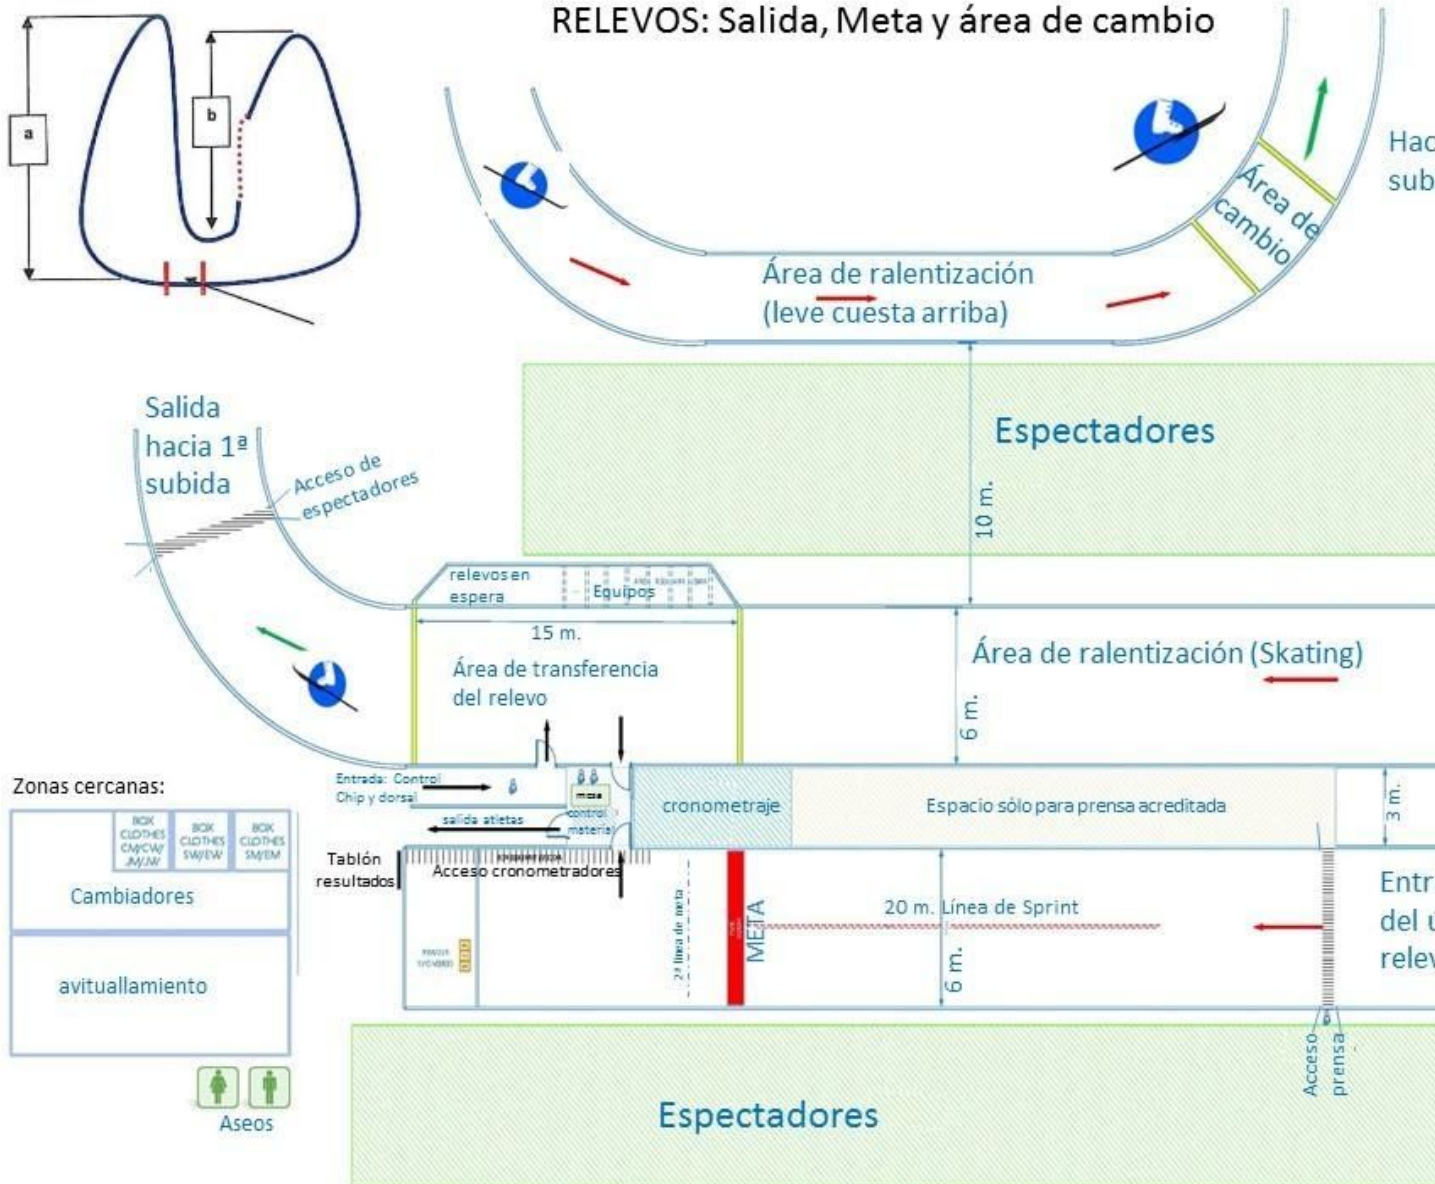 RELEVOS: Salida, Meta y área de cambio
a
b
Hac
sub
Área de
cambio
Área de ralentización
(leve cuesta arriba)
Espectadores
10 m.
Salida
hacia 1ª
subida
Acceso de
espectadores
relevos en
espera
Equipos
15 m.
Área de transferencia
del relevo
Área de ralentización (Skating)
6 m.
Zonas cercanas:
BOX
CLOTHES
CM/CW/
JM/JW
BOX
CLOTHES
SW/EW
BOX
CLOTHES
SM/EM
Cambiadores
avituallamiento
Aseos
Entrada: Control
Chip y dorsal
mesa
control
material
salida atletas
cronometraje
Espacio sólo para prensa acreditada
3 m.
Tablón
resultados
Acceso cronometradores
2ª línea de meta
META
20 m. Línea de Sprint
6 m.
Entr
del ú
relev
Acceso
prensa
Espectadores